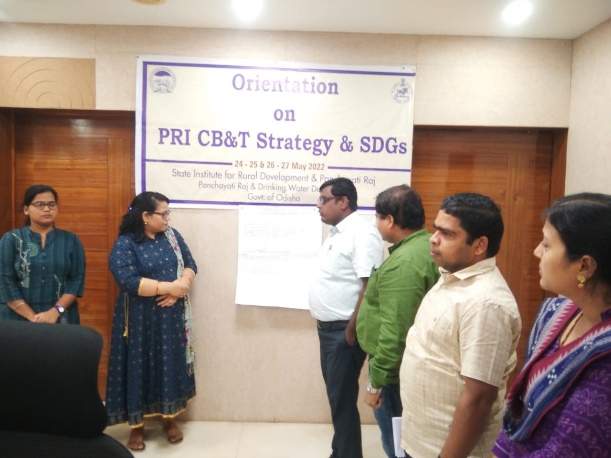 Orientation
on
PRI CB&T Strategy & SDGs
24 - 25 & 26 - 27 May 2022
State Institute for Rural Development & Panchayati Raj
Panchayati Raj & Drinking Water
Govt. of Odisha